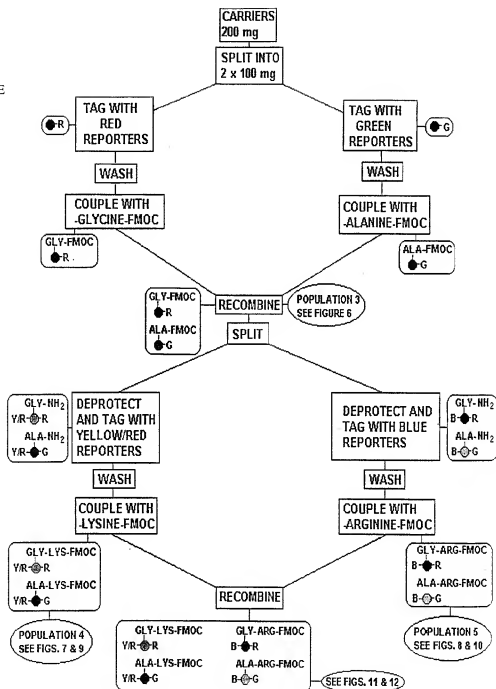 CARRIERS
200 mg
SPLIT INTO
2 x 100 mg
E
TAG WITH
RED
REPORTERS
R
TAG WITH
GREEN
REPORTERS
G
WASH
WASH
COUPLE WITH
-GLYCINE-FMOC
COUPLE WITH
-ALANINE-FMOC
GLY-FMOC
R
ALA-FMOC
G
GLY-FMOC
R
ALA-FMOC
G
RECOMBINE
POPULATION 3
SEE FIGURE 6
SPLIT
GLY-NH2
Y/R R
ALA-NH2
Y/R G
DEPROTECT
AND TAG WITH
YELLOW/RED
REPORTERS
DEPROTECT AND
TAG WITH BLUE
REPORTERS
GLY-NH2
B R
ALA-NH2
B G
WASH
WASH
COUPLE WITH
-LYSINE-FMOC
COUPLE WITH
-ARGININE-FMOC
GLY-LYS-FMOC
Y/R R
ALA-LYS-FMOC
Y/R G
GLY-ARG-FMOC
B R
ALA-ARG-FMOC
B G
RECOMBINE
POPULATION 4
SEE FIGS. 7 & 9
POPULATION 5
SEE FIGS. 8 & 10
GLY-LYS-FMOC GLY-ARG-FMOC
Y/R R B R
ALA-LYS-FMOC ALA-ARG-FMOC
Y/R G B G
SEE FIGS. 11 & 12